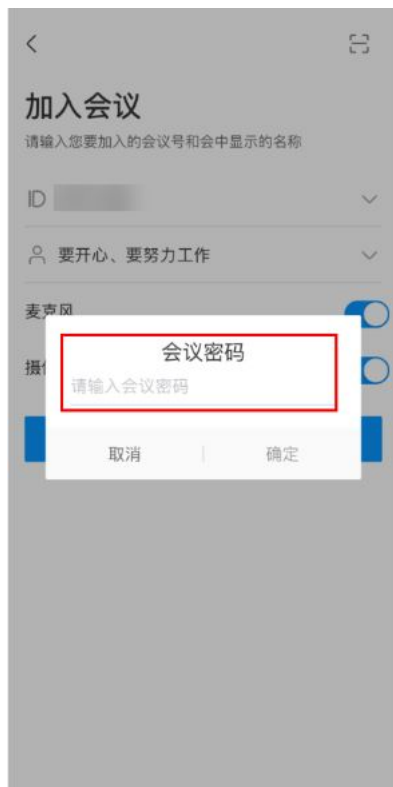 加入会议
请输入您要加入的会议号和会中显示的名称
ID
要开心、要努力工作
麦克风
摄
会议密码
请输入会议密码
取消
确定